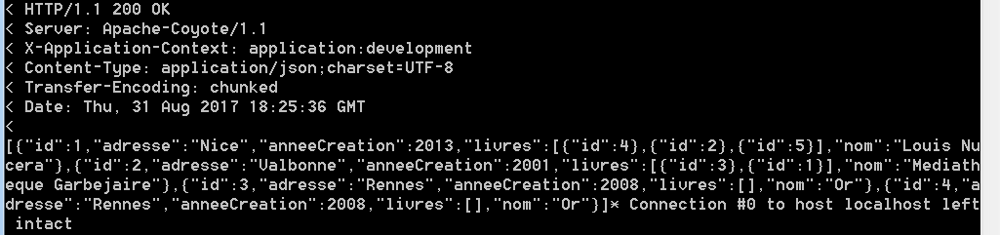 < HTTP/1.1 200 OK
< Server: Apache-Coyote/1.1
< X-Application-Context: application:development
< Content-Type: application/json;charset=UTF-8
< Transfer-Encoding: chunked
< Date: Thu, 31 Aug 2017 18:25:36 GMT
<
[{"id":1,"adresse":"Nice","anneeCreation":2013,"livres":[{"id":4},{"id":2},{"id":5}],"nom":"Louis Nu
cera"},{"id":2,"adresse":"Valbonne","anneeCreation":2001,"livres":[{"id":3},{"id":1}],"nom":"Mediath
eque Garbejaire"},{"id":3,"adresse":"Rennes","anneeCreation":2008,"livres":[],"nom":"Or"},{"id":4,"a
dresse":"Rennes","anneeCreation":2008,"livres":[],"nom":"Or"}]* Connection #0 to host localhost left
 intact